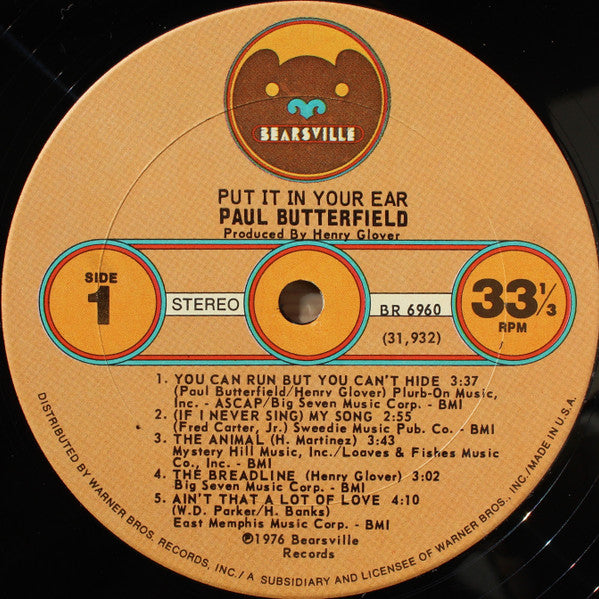 BEARSVILLE
PUT IT IN YOUR EAR
PAUL BUTTERFIELD
Produced By Henry Glover
SIDE
1
STEREO
BR 6960
(31,932)
33 1/3
RPM
1. YOU CAN RUN BUT YOU CAN'T HIDE 3:37
(Paul Butterfield/Henry Glover) Plurb-On Music,
Inc. - ASCAP/Big Seven Music Corp. - BMI
2. (IF I NEVER SING) MY SONG 2:55
(Fred Carter, Jr.) Sweedie Music Pub. Co. - BMI
3. THE ANIMAL (H. Martinez) 3:43
Mystery Hill Music, Inc./Loaves & Fishes Music
Co., Inc. - BMI
4. THE BREADLINE (Henry Glover) 3:02
Big Seven Music Corp. - BMI
5. AIN'T THAT A LOT OF LOVE 4:10
(W.D. Parker/H. Banks)
East Memphis Music Corp. - BMI
℗1976 Bearsville
Records
DISTRIBUTED BY WARNER BROS. RECORDS, INC./A SUBSIDIARY AND LICENSEE OF WARNER BROS., INC./MADE IN U.S.A.